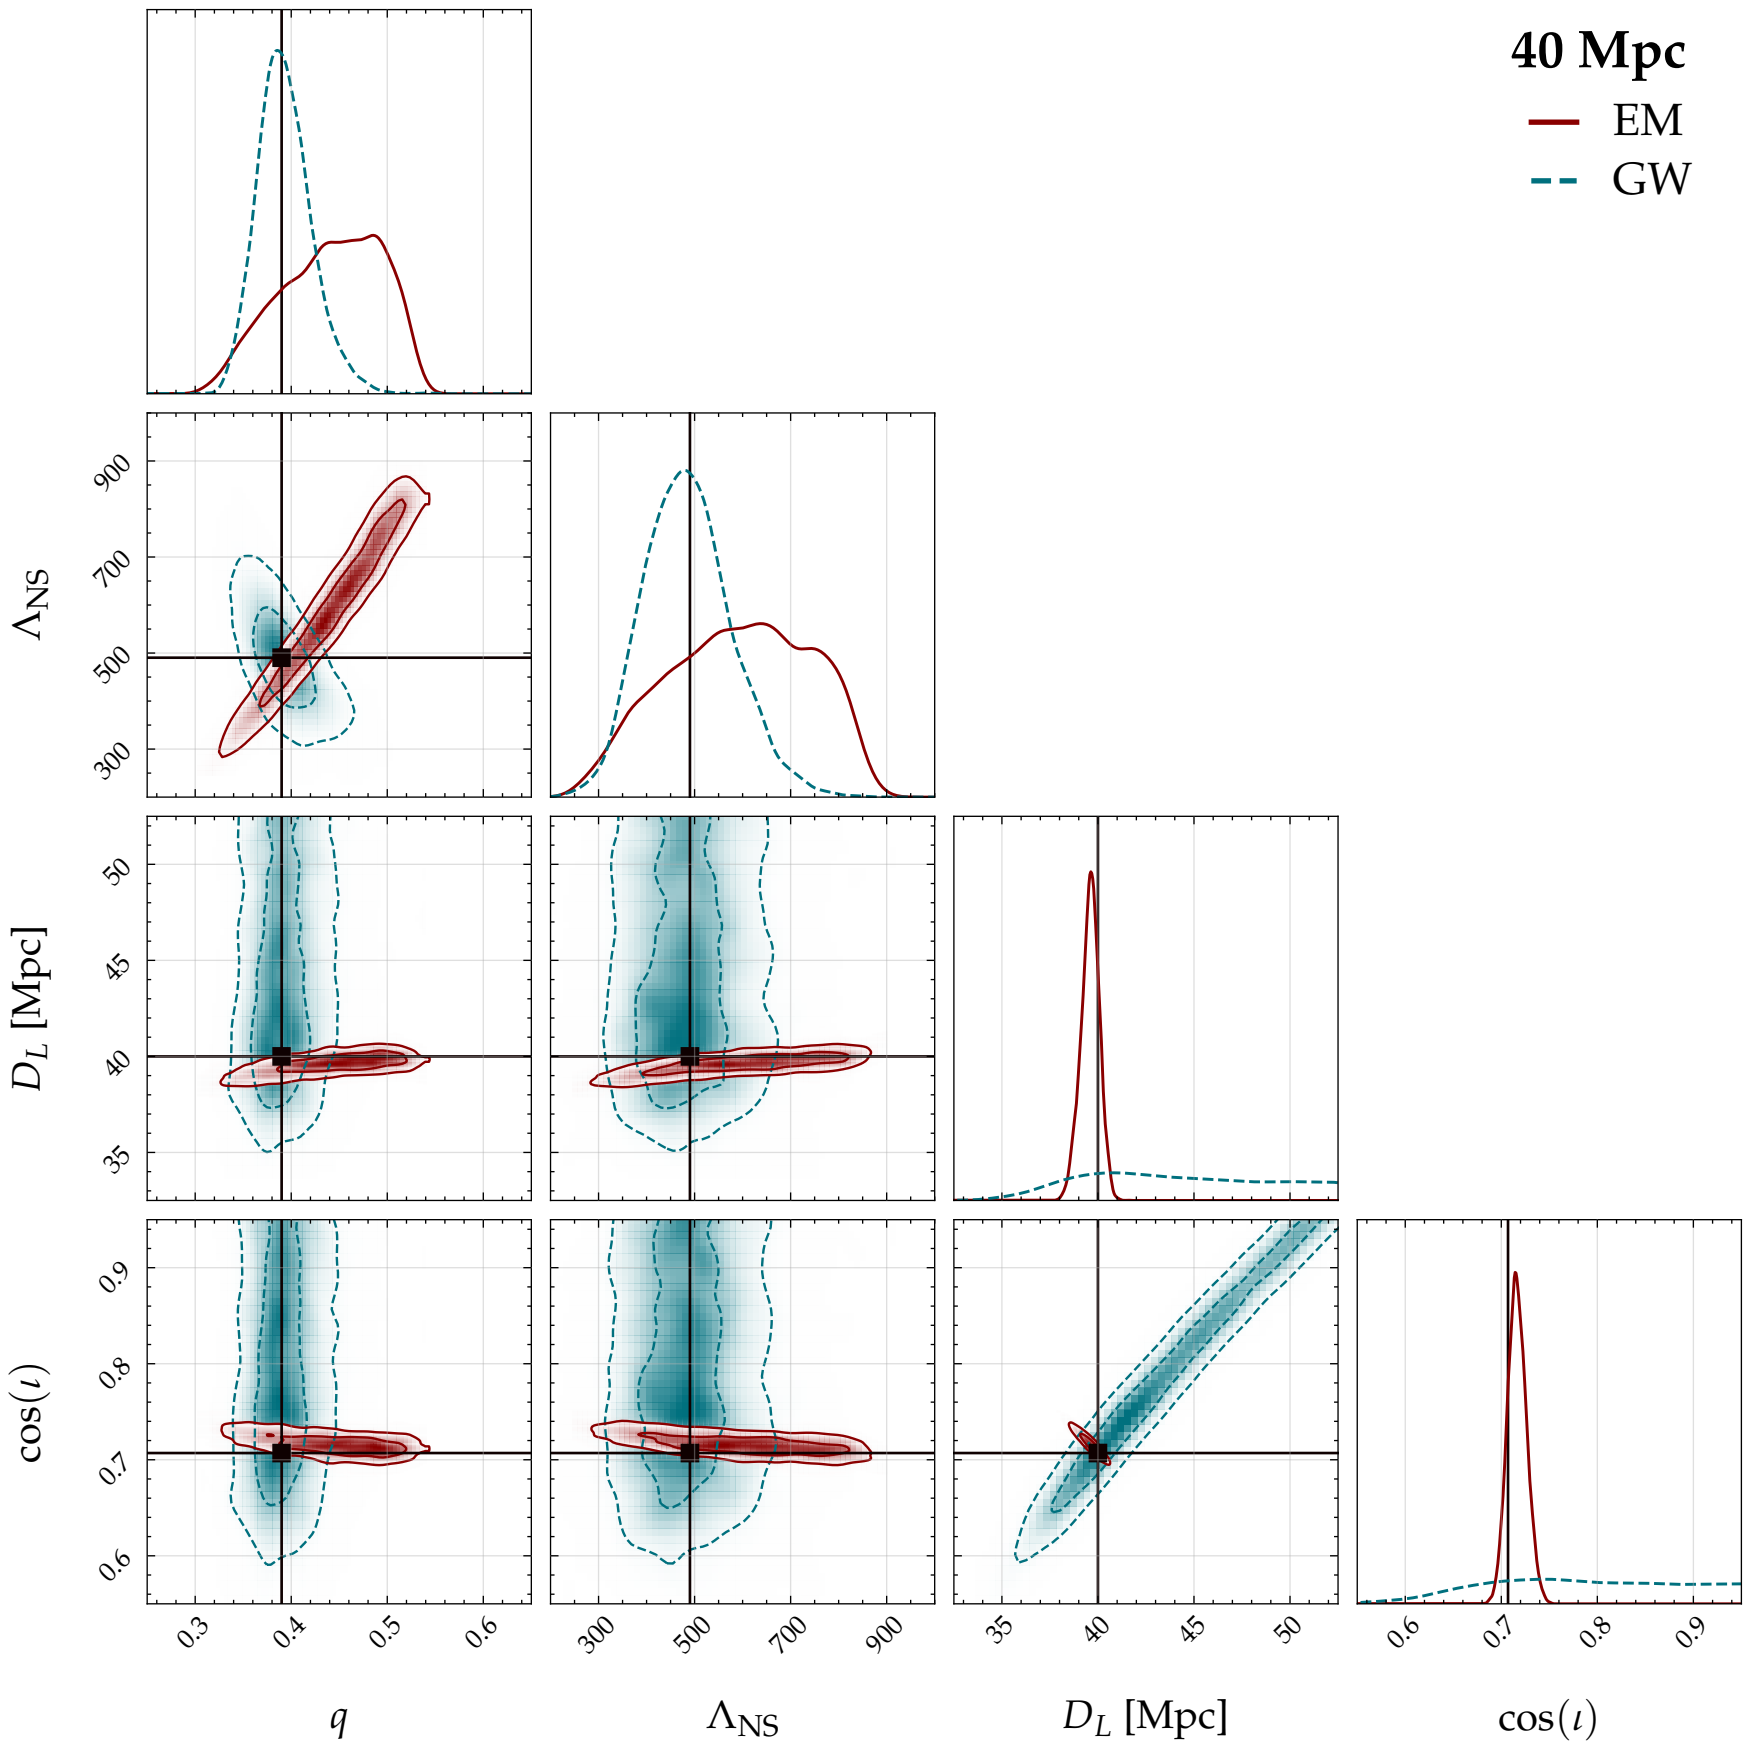 40 Mpc
EM
GW
Λ_NS
900
700
500
300
D_L [Mpc]
50
45
40
35
cos(ι)
0.9
0.8
0.7
0.6
0.3 0.4 0.5 0.6
300 500 700 900
35 40 45 50
0.6 0.7 0.8 0.9
q
Λ_NS
D_L [Mpc]
cos(ι)